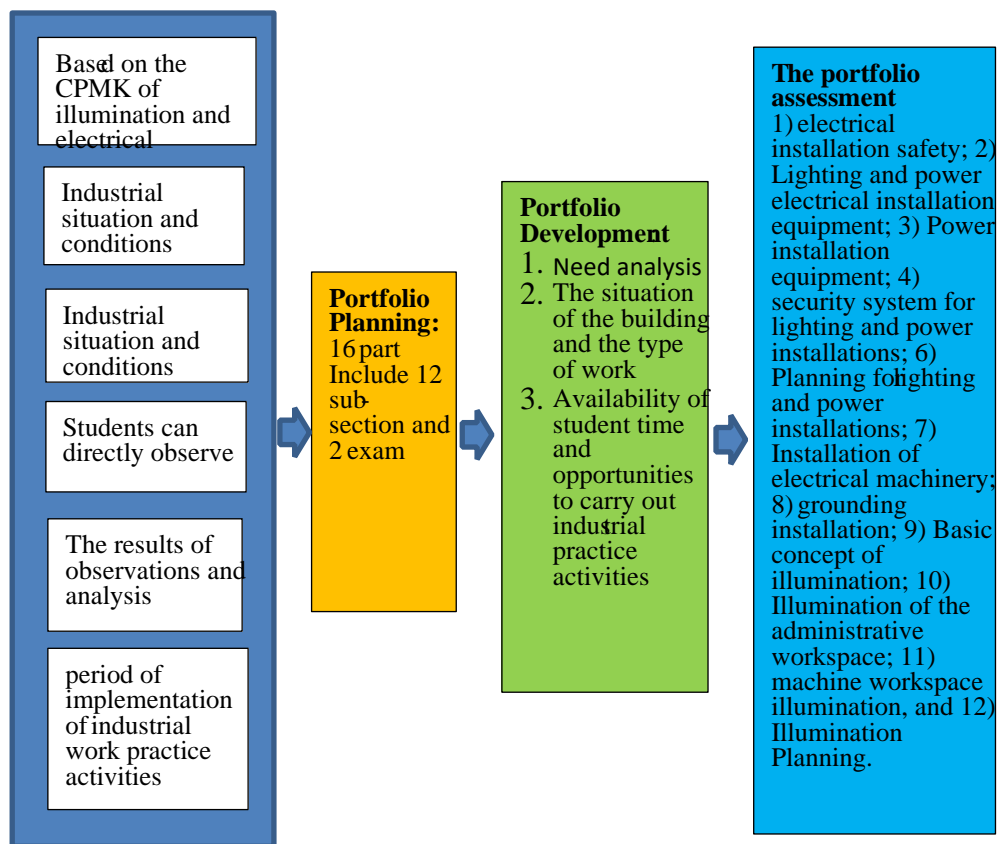 Based on the
CPMK of
illumination and
electrical
Industrial
situation and
conditions
Industrial
situation and
conditions
Students can
directly observe
The results of
observations and
analysis
period of
implementation
of industrial
work practice
activities
Portfolio
Planning:
16 part
Include 12
sub-
section and
2 exam
Portfolio
Development
1. Need analysis
2. The situation
of the building
and the type
of work
3. Availability of
student time
and
opportunities
to carry out
industrial
practice
activities
The portfolio
assessment
1) electrical
installation safety; 2)
Lighting and power
electrical installation
equipment; 3) Power
installation
equipment; 4)
security system for
lighting and power
installations; 6)
Planning for lighting
and power
installations; 7)
Installation of
electrical machinery;
8) grounding
installation; 9) Basic
concept of
illumination; 10)
Illumination of the
administrative
workspace; 11)
machine workspace
illumination, and 12)
Illumination
Planning.